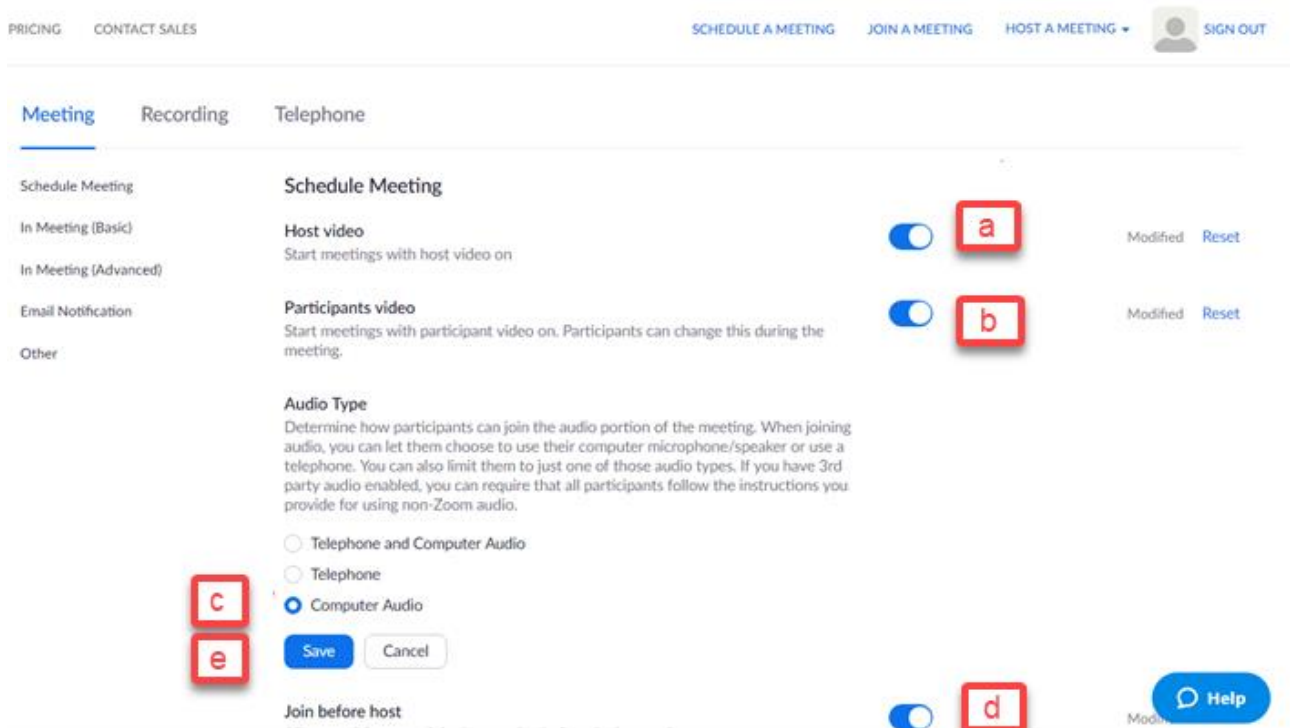 PRICING CONTACT SALES SCHEDULE A MEETING JOIN A MEETING HOST A MEETING SIGN OUT
Meeting Recording Telephone
Schedule Meeting
In Meeting (Basic)
In Meeting (Advanced)
Email Notification
Other
Schedule Meeting
Host video
Start meetings with host video on
a
Modified Reset
Participants video
Start meetings with participant video on. Participants can change this during the
meeting.
b
Modified Reset
Audio Type
Determine how participants can join the audio portion of the meeting. When joining
audio, you can let them choose to use their computer microphone/speaker or use a
telephone. You can also limit them to just one of those audio types. If you have 3rd
party audio enabled, you can require that all participants follow the instructions you
provide for using non-Zoom audio.
Telephone and Computer Audio
Telephone
c Computer Audio
e Save Cancel
Join before host
d
Help